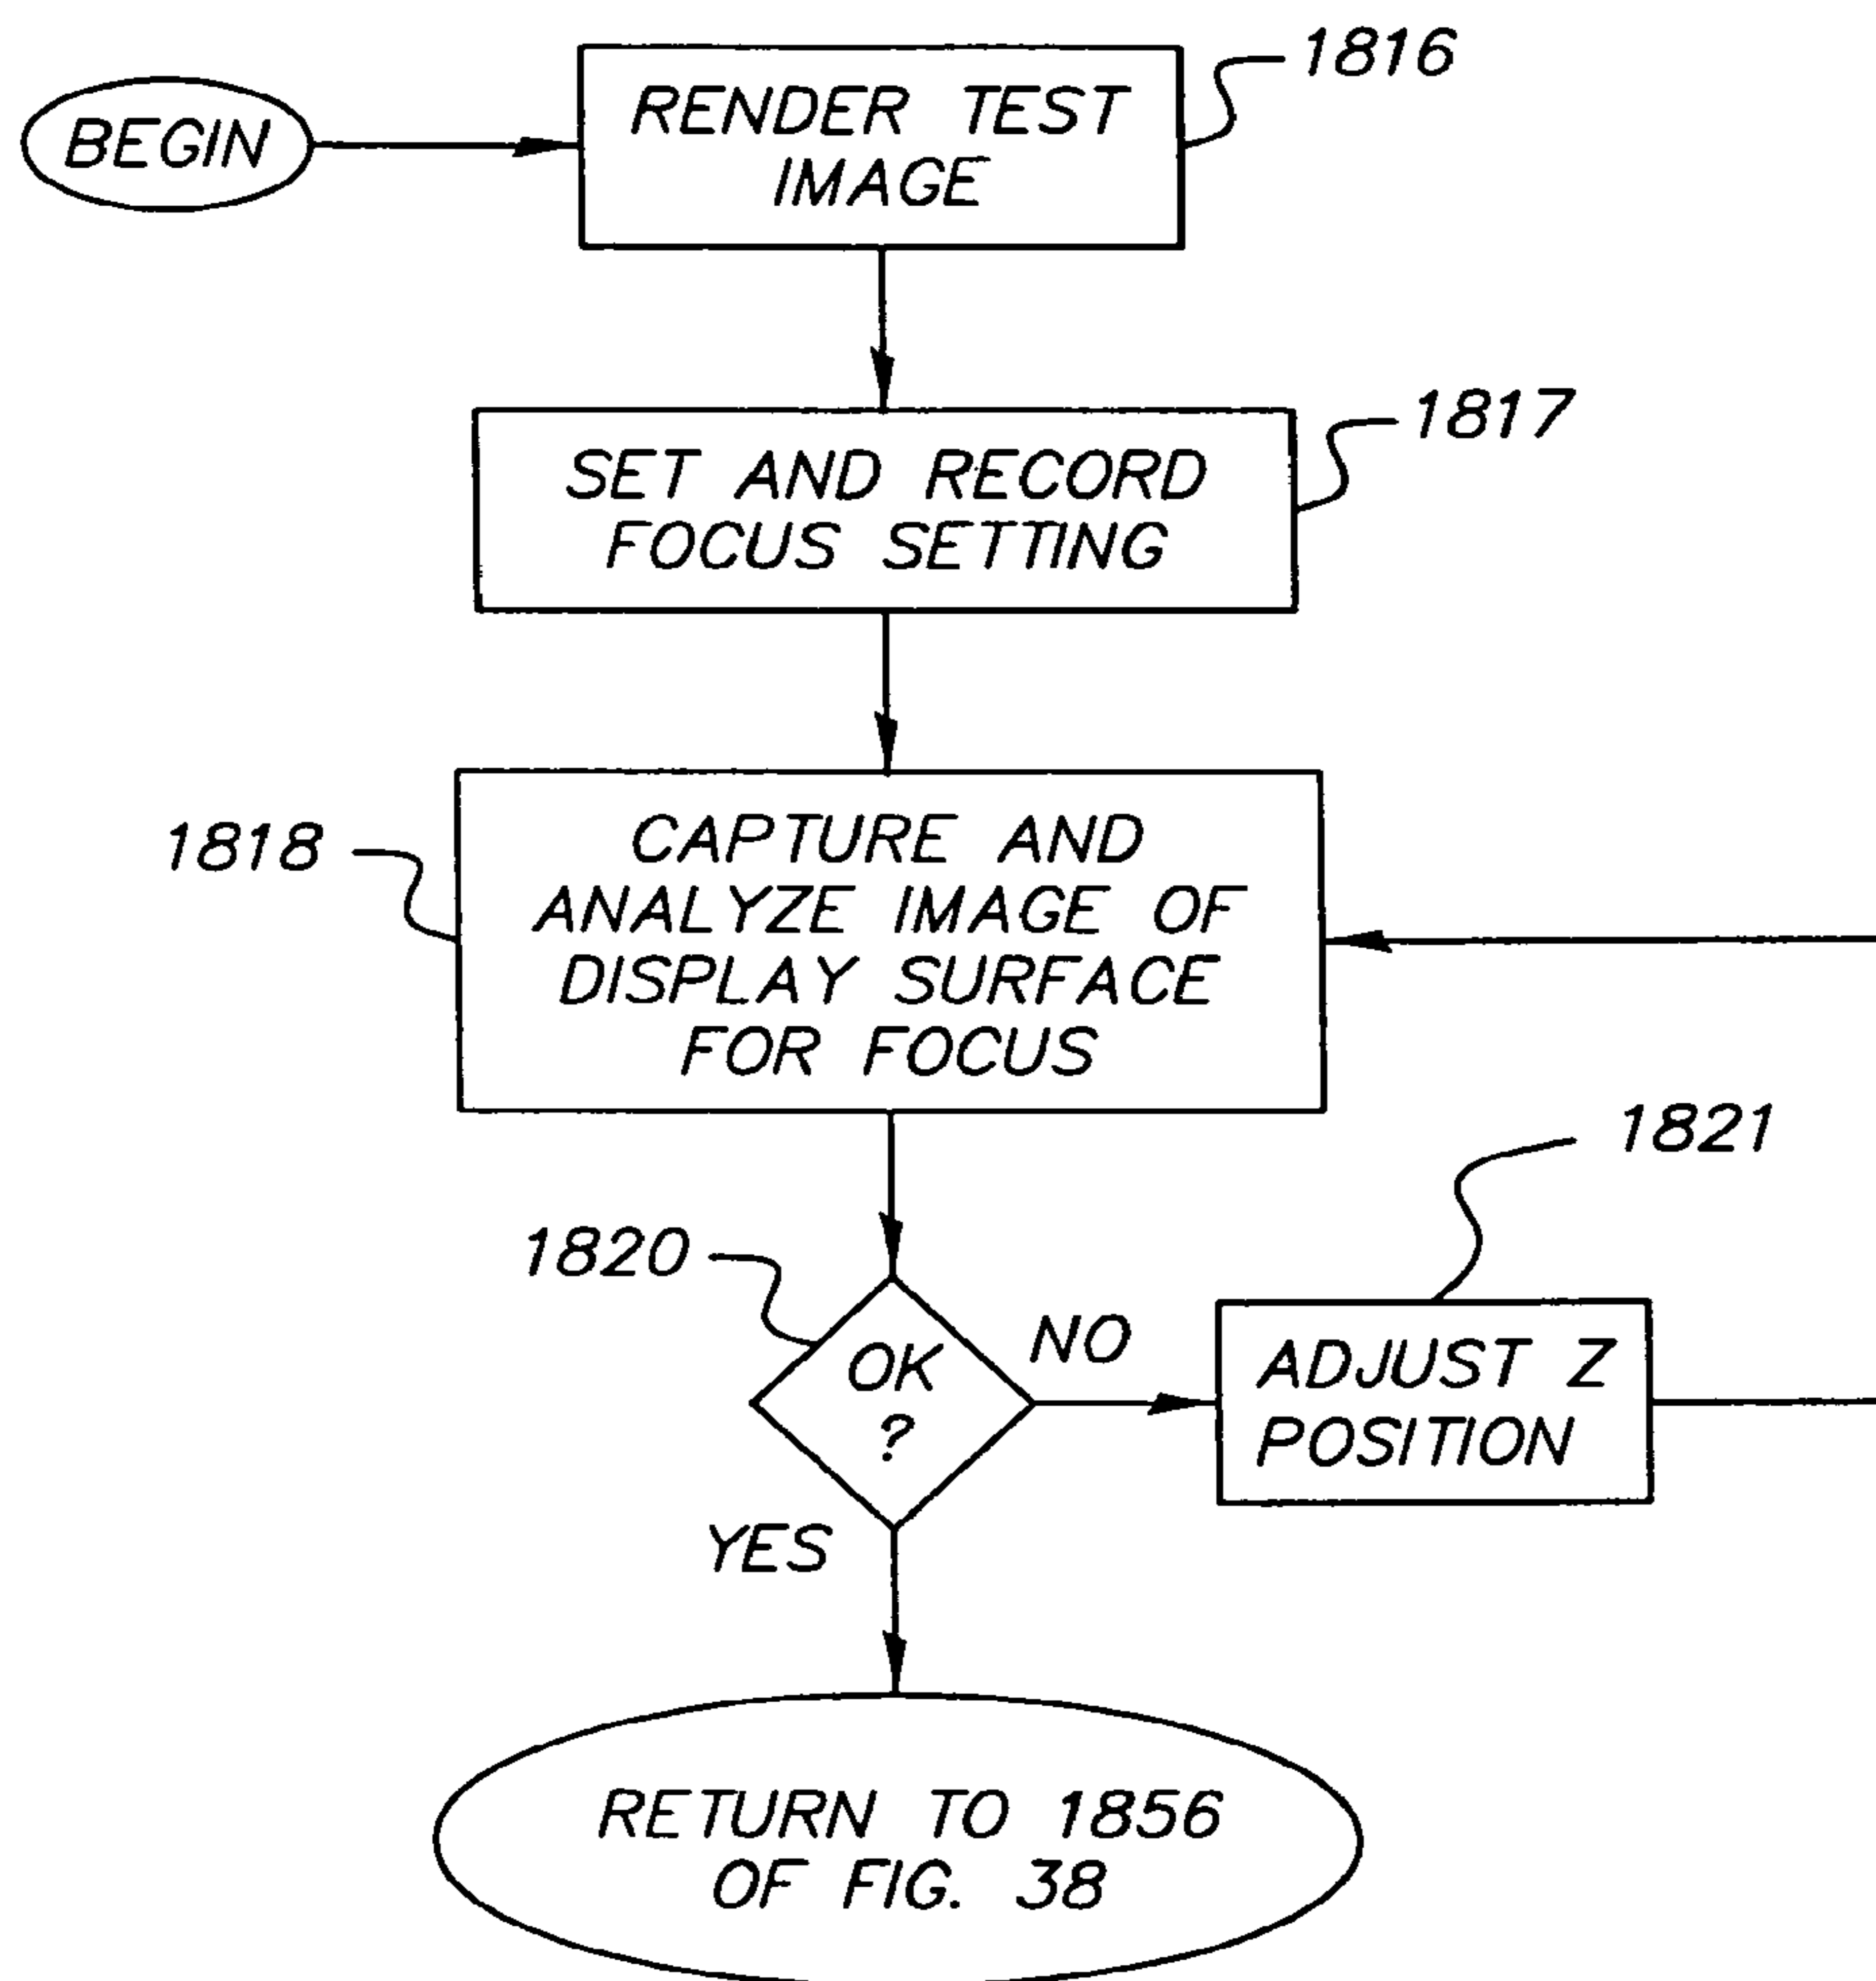 BEGIN
RENDER TEST
IMAGE
1816
SET AND RECORD
FOCUS SETTING
1817
1818
CAPTURE AND
ANALYZE IMAGE OF
DISPLAY SURFACE
FOR FOCUS
1820
OK
?
NO
1821
ADJUST Z
POSITION
YES
RETURN TO 1856
OF FIG. 38